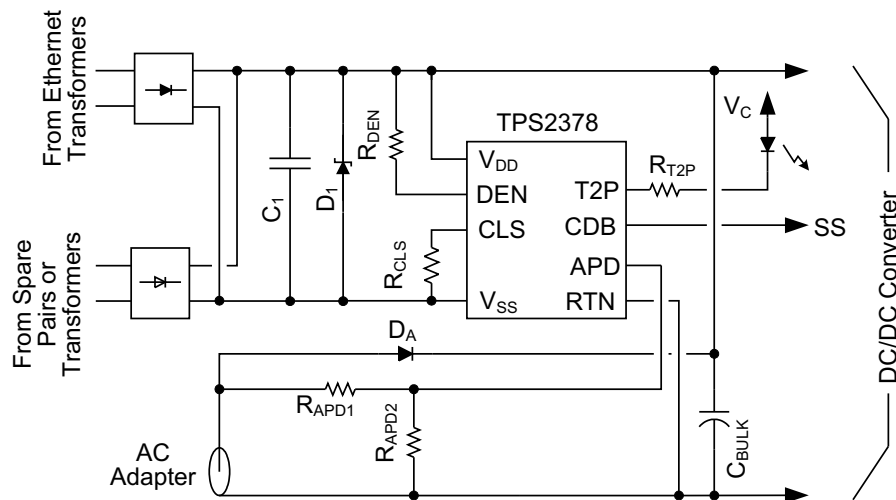 From Ethernet
Transformers
From Spare
Pairs or
Transformers
C1
D1
RDEN
RCLS
TPS2378
VDD
DEN
CLS
VSS
T2P
CDB
APD
RTN
RT2P
VC
SS
DA
RAPD1
RAPD2
AC
Adapter
CBULK
DC/DC Converter